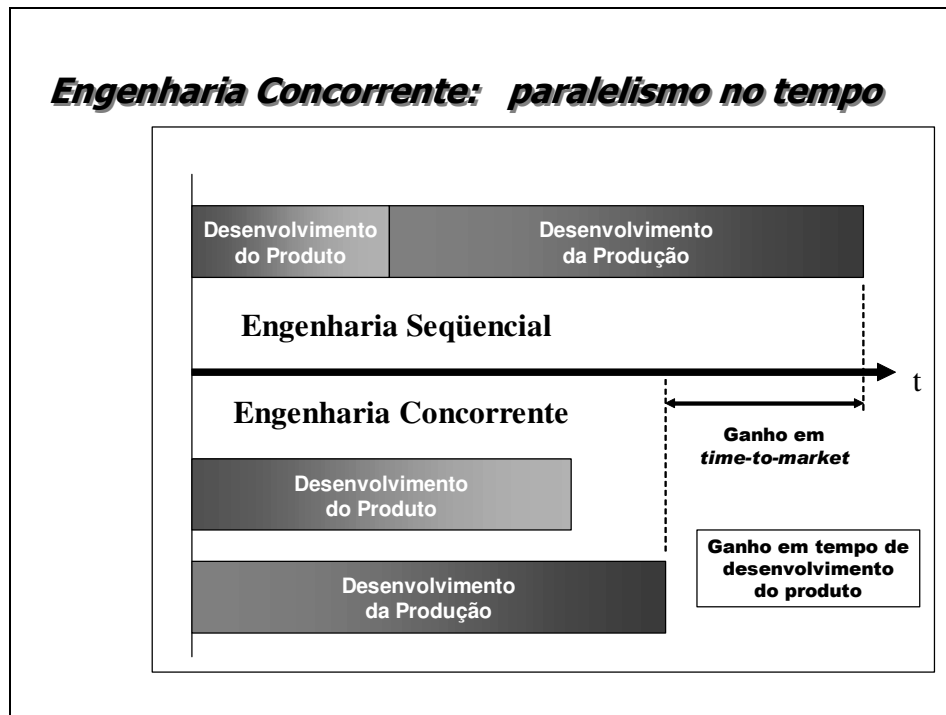 Engenharia Concorrente: paralelismo no tempo
Desenvolvimento
do Produto
Desenvolvimento
da Produção
Engenharia Seqüencial
t
Engenharia Concorrente
Ganho em
time-to-market
Desenvolvimento
do Produto
Ganho em tempo de
desenvolvimento
do produto
Desenvolvimento
da Produção